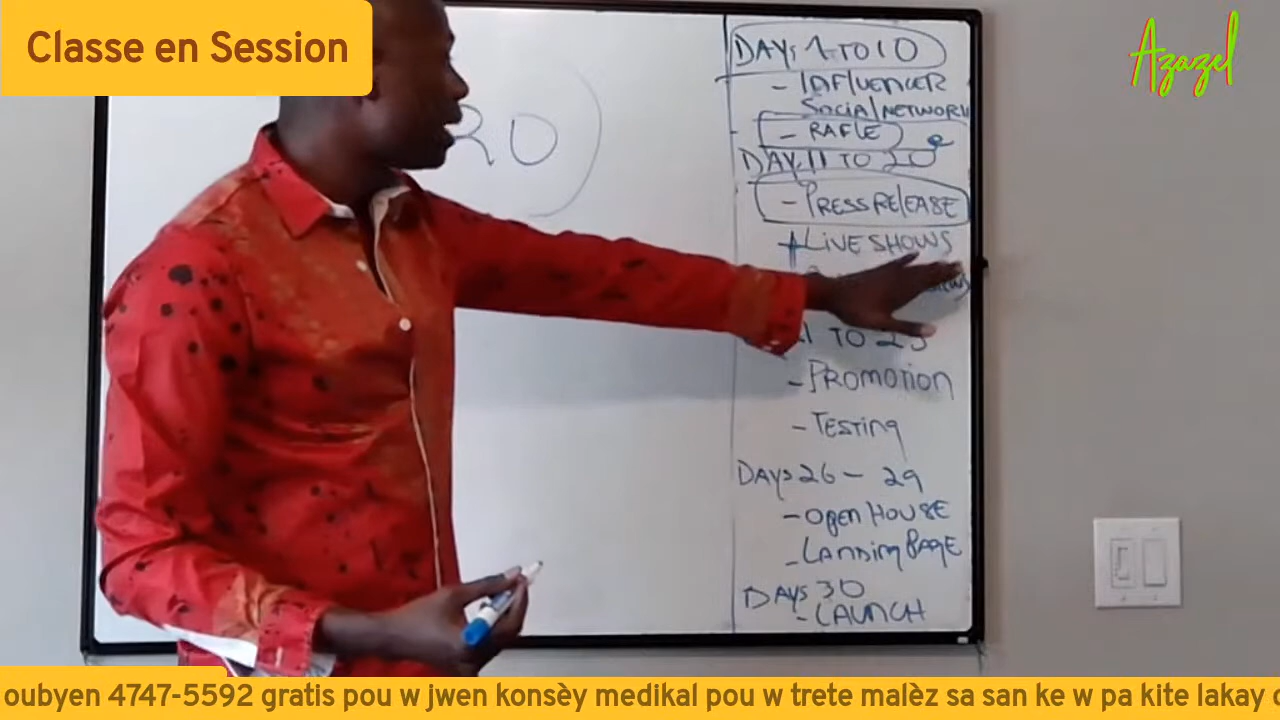 Classe en Session
Azazel
20
DAYS 1 TO 10
- INFLUENCER
- SOCIAL NETWORK
- RAFLE
DAY 11 TO 20
- PRESS RELEASE
LIVE SHOWS
TO 25
- PROMOTION
- TESTING
DAYS 26 - 29
- OPEN HOUSE
- LANDING PAGE
DAYS 30
- LAUNCH
oubyen 4747-5592 gratis pou w jwen konsèy medikal pou w trete malèz sa san ke w pa kite lakay